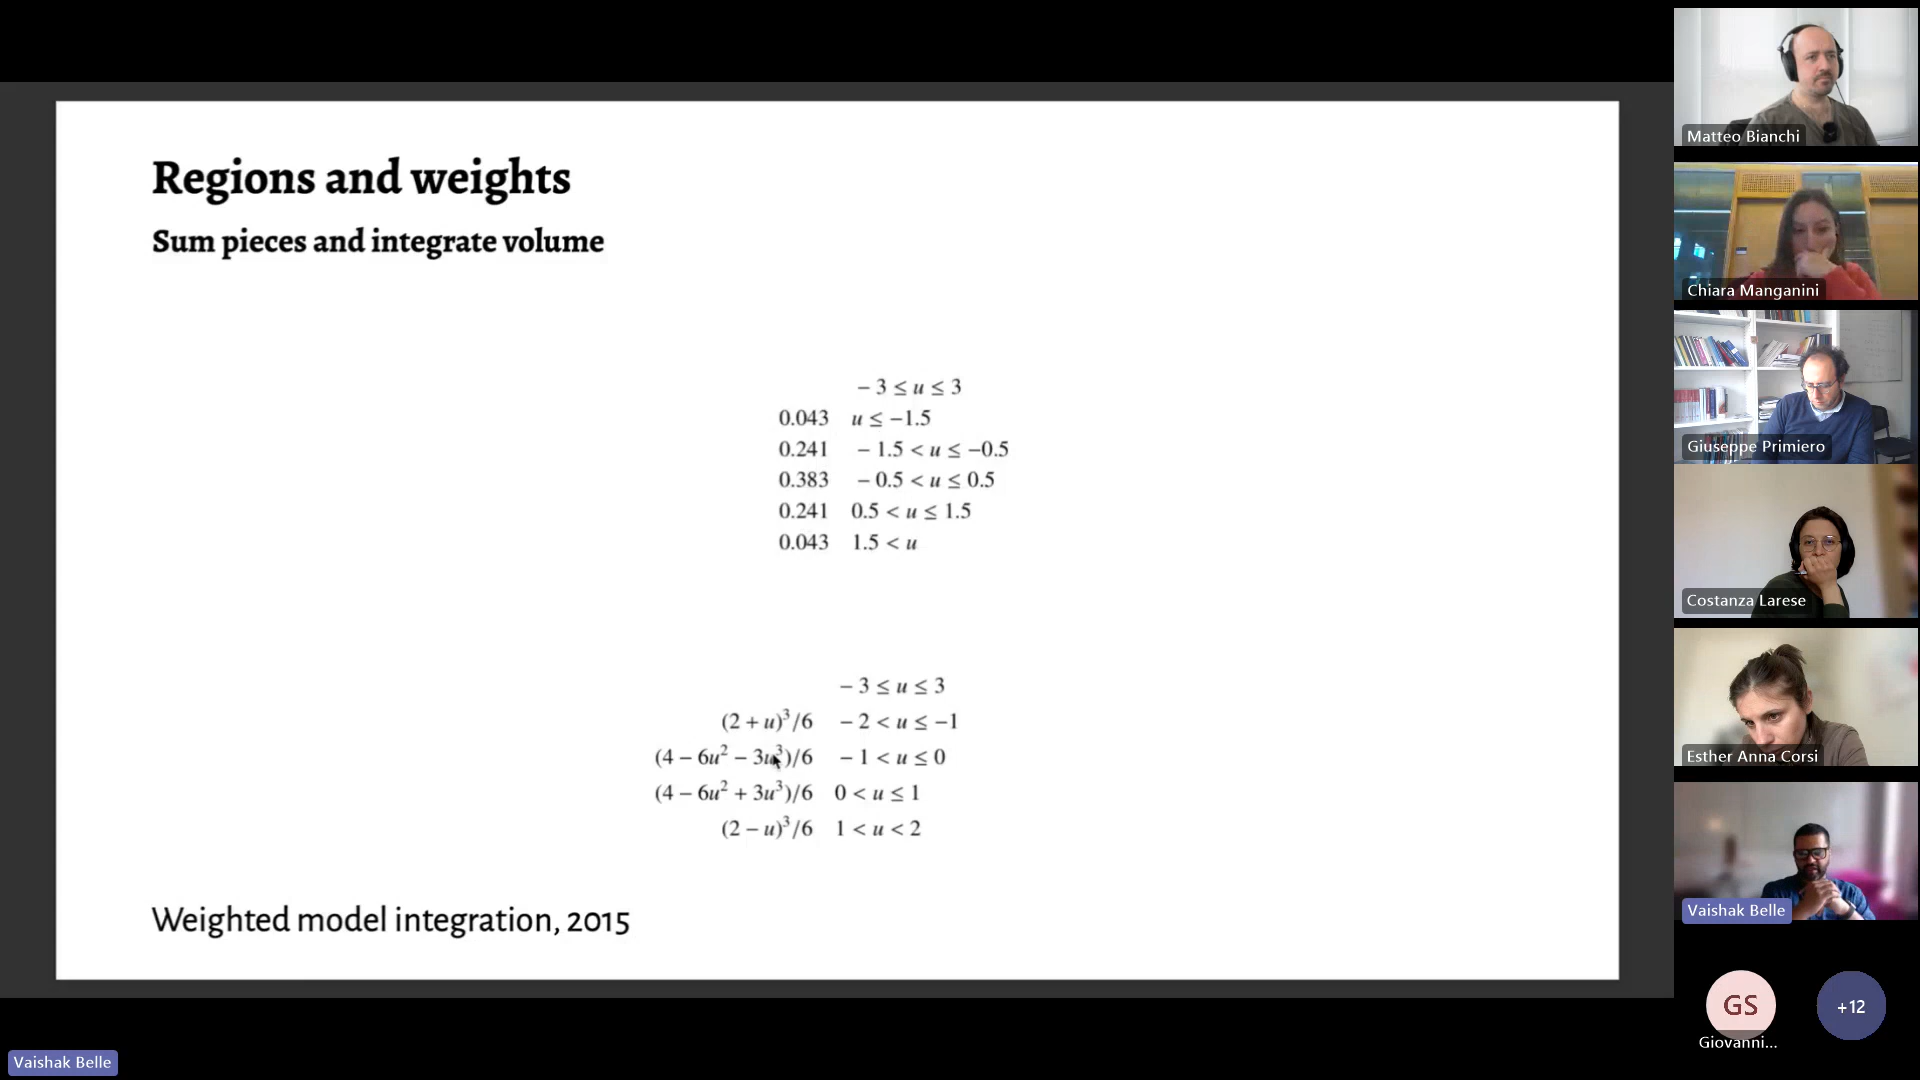 Regions and weights
Sum pieces and integrate volume
− 3 ≤ u ≤ 3
0.043 u ≤ −1.5
0.241 − 1.5 < u ≤ −0.5
0.383 − 0.5 < u ≤ 0.5
0.241 0.5 < u ≤ 1.5
0.043 1.5 < u
− 3 ≤ u ≤ 3
(2 + u)³/6 − 2 < u ≤ −1
(4 − 6u² − 3u³)/6 − 1 < u ≤ 0
(4 − 6u² + 3u³)/6 0 < u ≤ 1
(2 − u)³/6 1 < u < 2
Weighted model integration, 2015
Vaishak Belle
Matteo Bianchi
Chiara Manganini
Giuseppe Primiero
Costanza Larese
Esther Anna Corsi
Vaishak Belle
GS
+12
Giovanni...